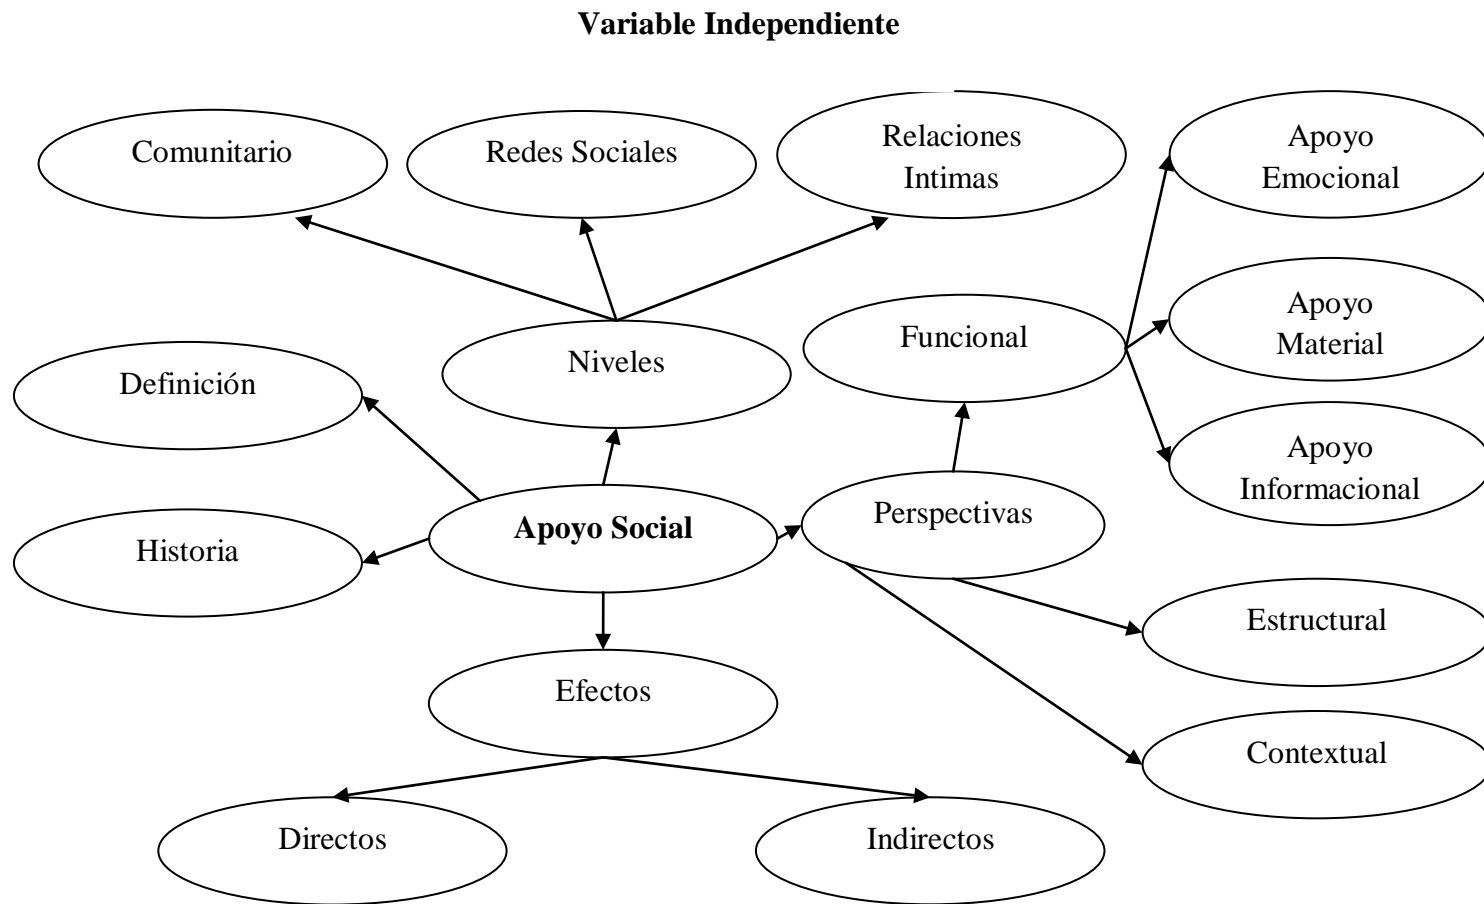 Variable Independiente
Comunitario
Redes Sociales
Relaciones
Intimas
Apoyo
Emocional
Apoyo
Material
Funcional
Niveles
Definición
Apoyo
Informacional
Perspectivas
Apoyo Social
Historia
Estructural
Efectos
Contextual
Directos
Indirectos